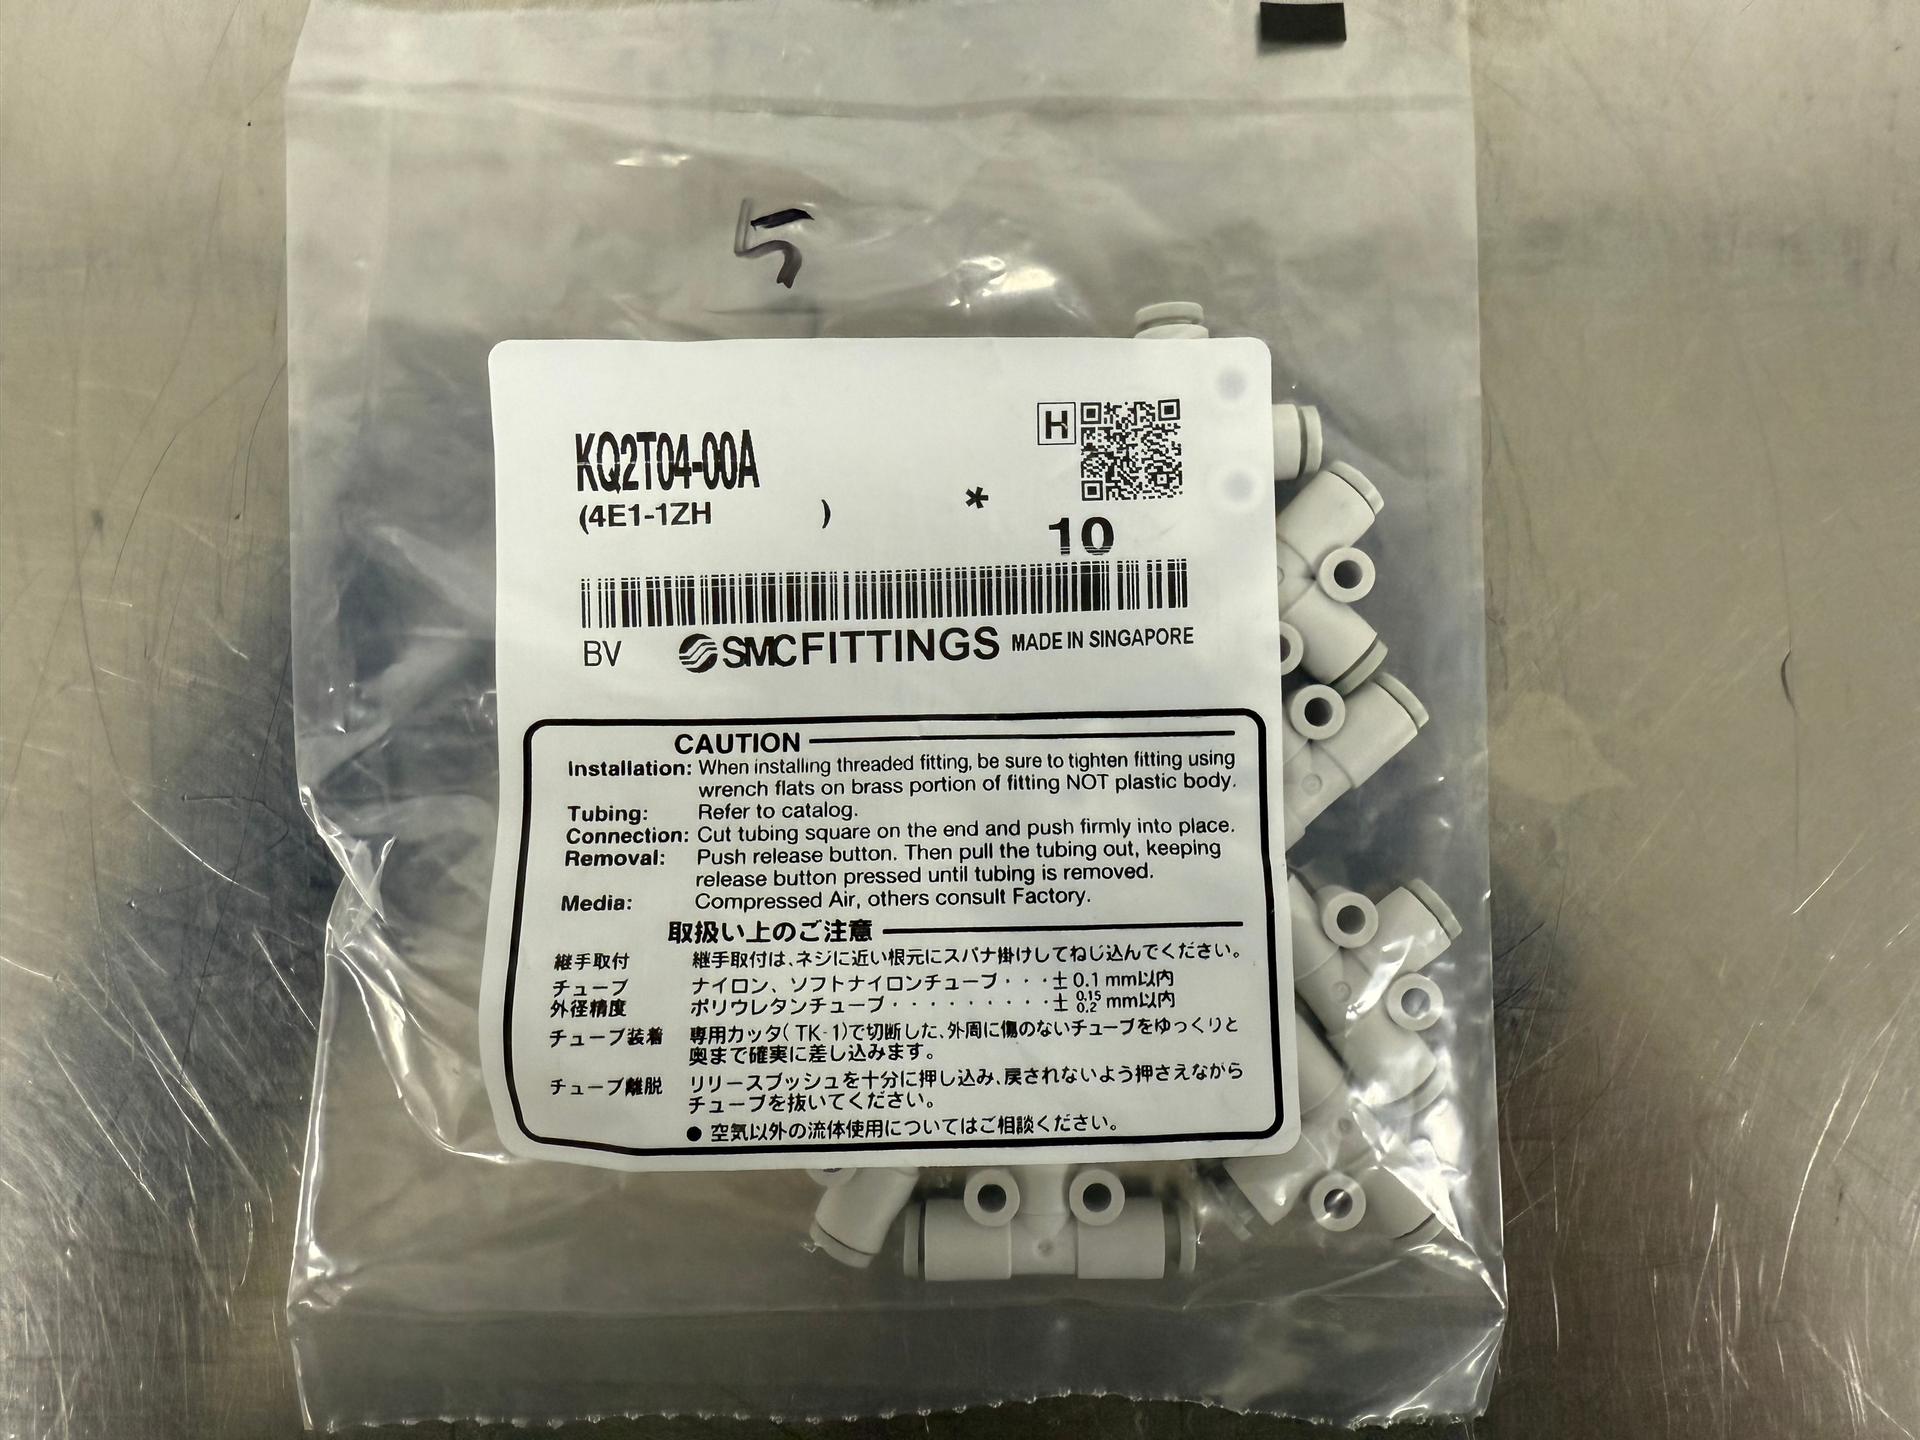 5
KQ2T04-00A
H
(4E1-1ZH )
*
10
BV SMC FITTINGS MADE IN SINGAPORE
CAUTION
Installation: When installing threaded fitting, be sure to tighten fitting using
wrench flats on brass portion of fitting NOT plastic body.
Tubing: Refer to catalog.
Connection: Cut tubing square on the end and push firmly into place.
Removal: Push release button. Then pull the tubing out, keeping
release button pressed until tubing is removed.
Media: Compressed Air, others consult Factory.
取扱い上のご注意
継手取付 継手取付は、ネジに近い根元にスパナ掛けしてねじ込んでください。
チューブ ナイロン、ソフトナイロンチューブ・・・± 0.1 mm以内
外径精度 ポリウレタンチューブ・・・・・・・・・± 0.15 0.2 mm以内
チューブ装着 専用カッタ( TK-1)で切断した、外周に傷のないチューブをゆっくりと
奥まで確実に差し込みます。
チューブ離脱 リリースブッシュを十分に押し込み、戻されないよう押さえながら
チューブを抜いてください。
● 空気以外の流体使用についてはご相談ください。